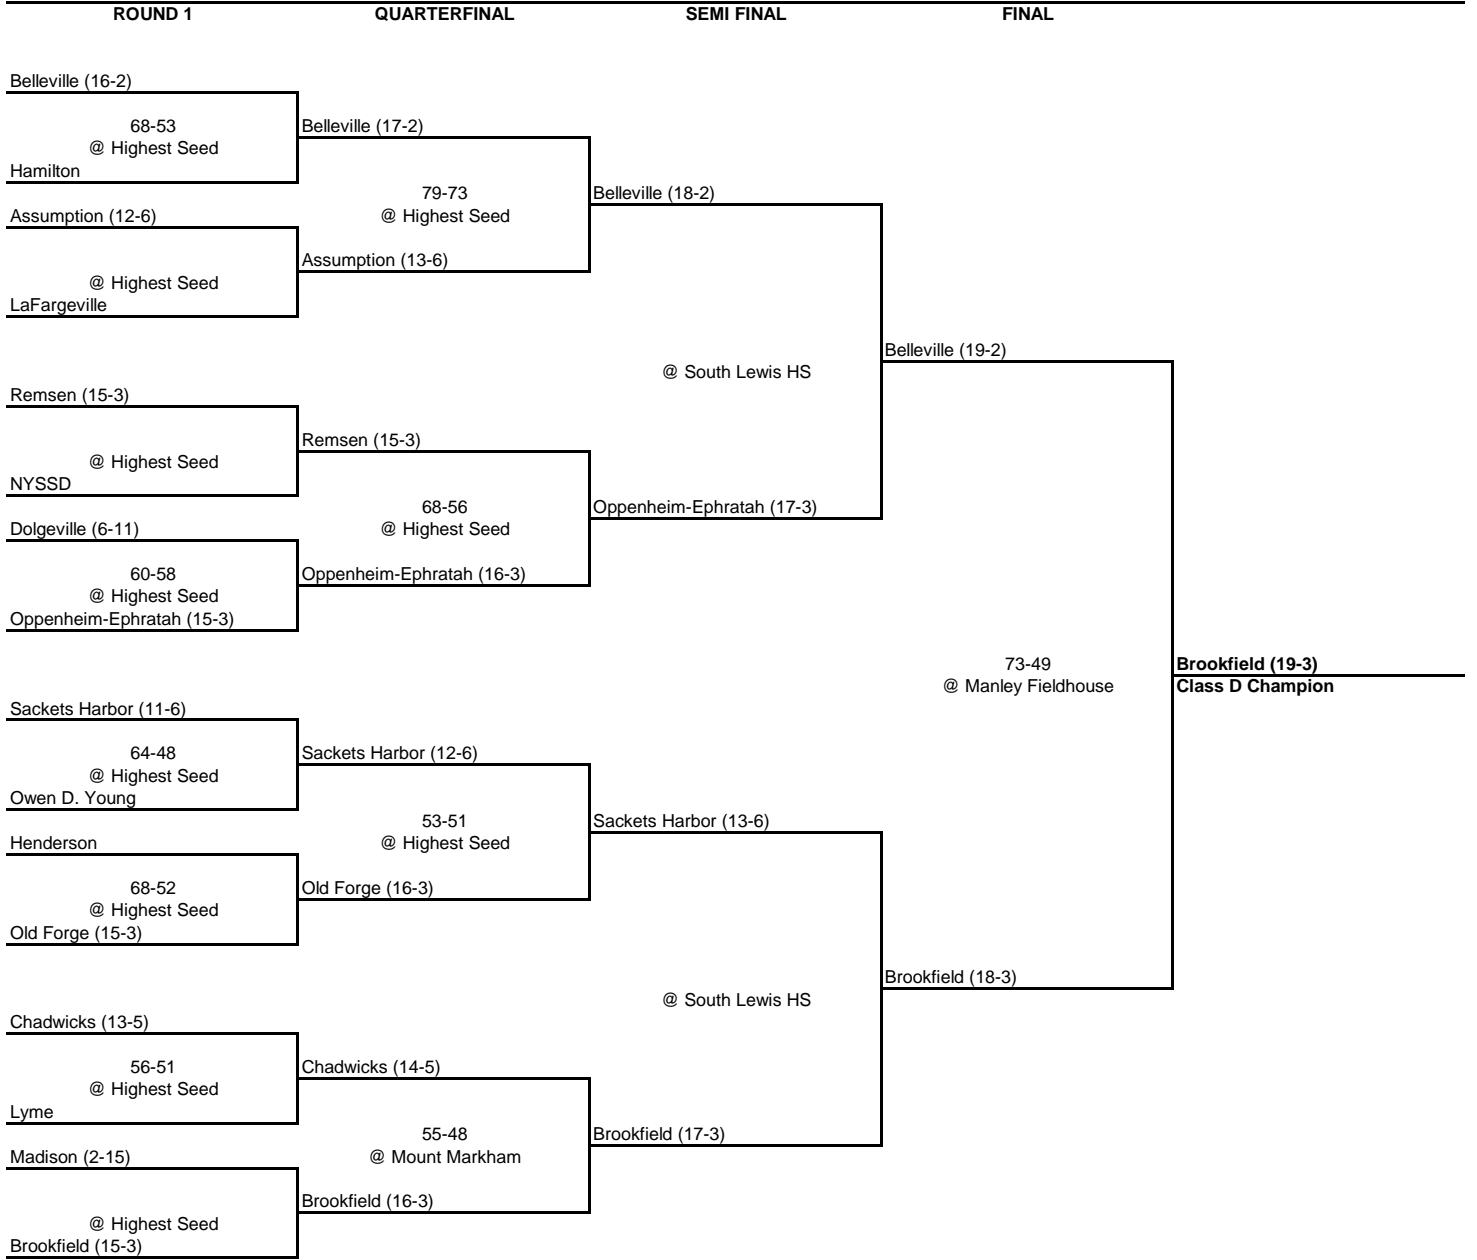 ROUND 1 QUARTERFINAL SEMI FINAL FINAL
Belleville (16-2)
68-53
@ Highest Seed
Hamilton
Belleville (17-2)
Assumption (12-6)
@ Highest Seed
LaFargeville
79-73
@ Highest Seed
Assumption (13-6)
Belleville (18-2)
Remsen (15-3)
@ Highest Seed
NYSSD
Remsen (15-3)
Dolgeville (6-11)
60-58
@ Highest Seed
Oppenheim-Ephratah (15-3)
68-56
@ Highest Seed
Oppenheim-Ephratah (16-3)
Oppenheim-Ephratah (17-3)
@ South Lewis HS
Belleville (19-2)
Sackets Harbor (11-6)
64-48
@ Highest Seed
Owen D. Young
Sackets Harbor (12-6)
Henderson
68-52
@ Highest Seed
Old Forge (15-3)
53-51
@ Highest Seed
Old Forge (16-3)
Sackets Harbor (13-6)
Chadwicks (13-5)
56-51
@ Highest Seed
Lyme
Chadwicks (14-5)
Madison (2-15)
@ Highest Seed
Brookfield (15-3)
55-48
@ Mount Markham
Brookfield (16-3)
Brookfield (17-3)
@ South Lewis HS
Brookfield (18-3)
73-49
@ Manley Fieldhouse
Brookfield (19-3)
Class D Champion